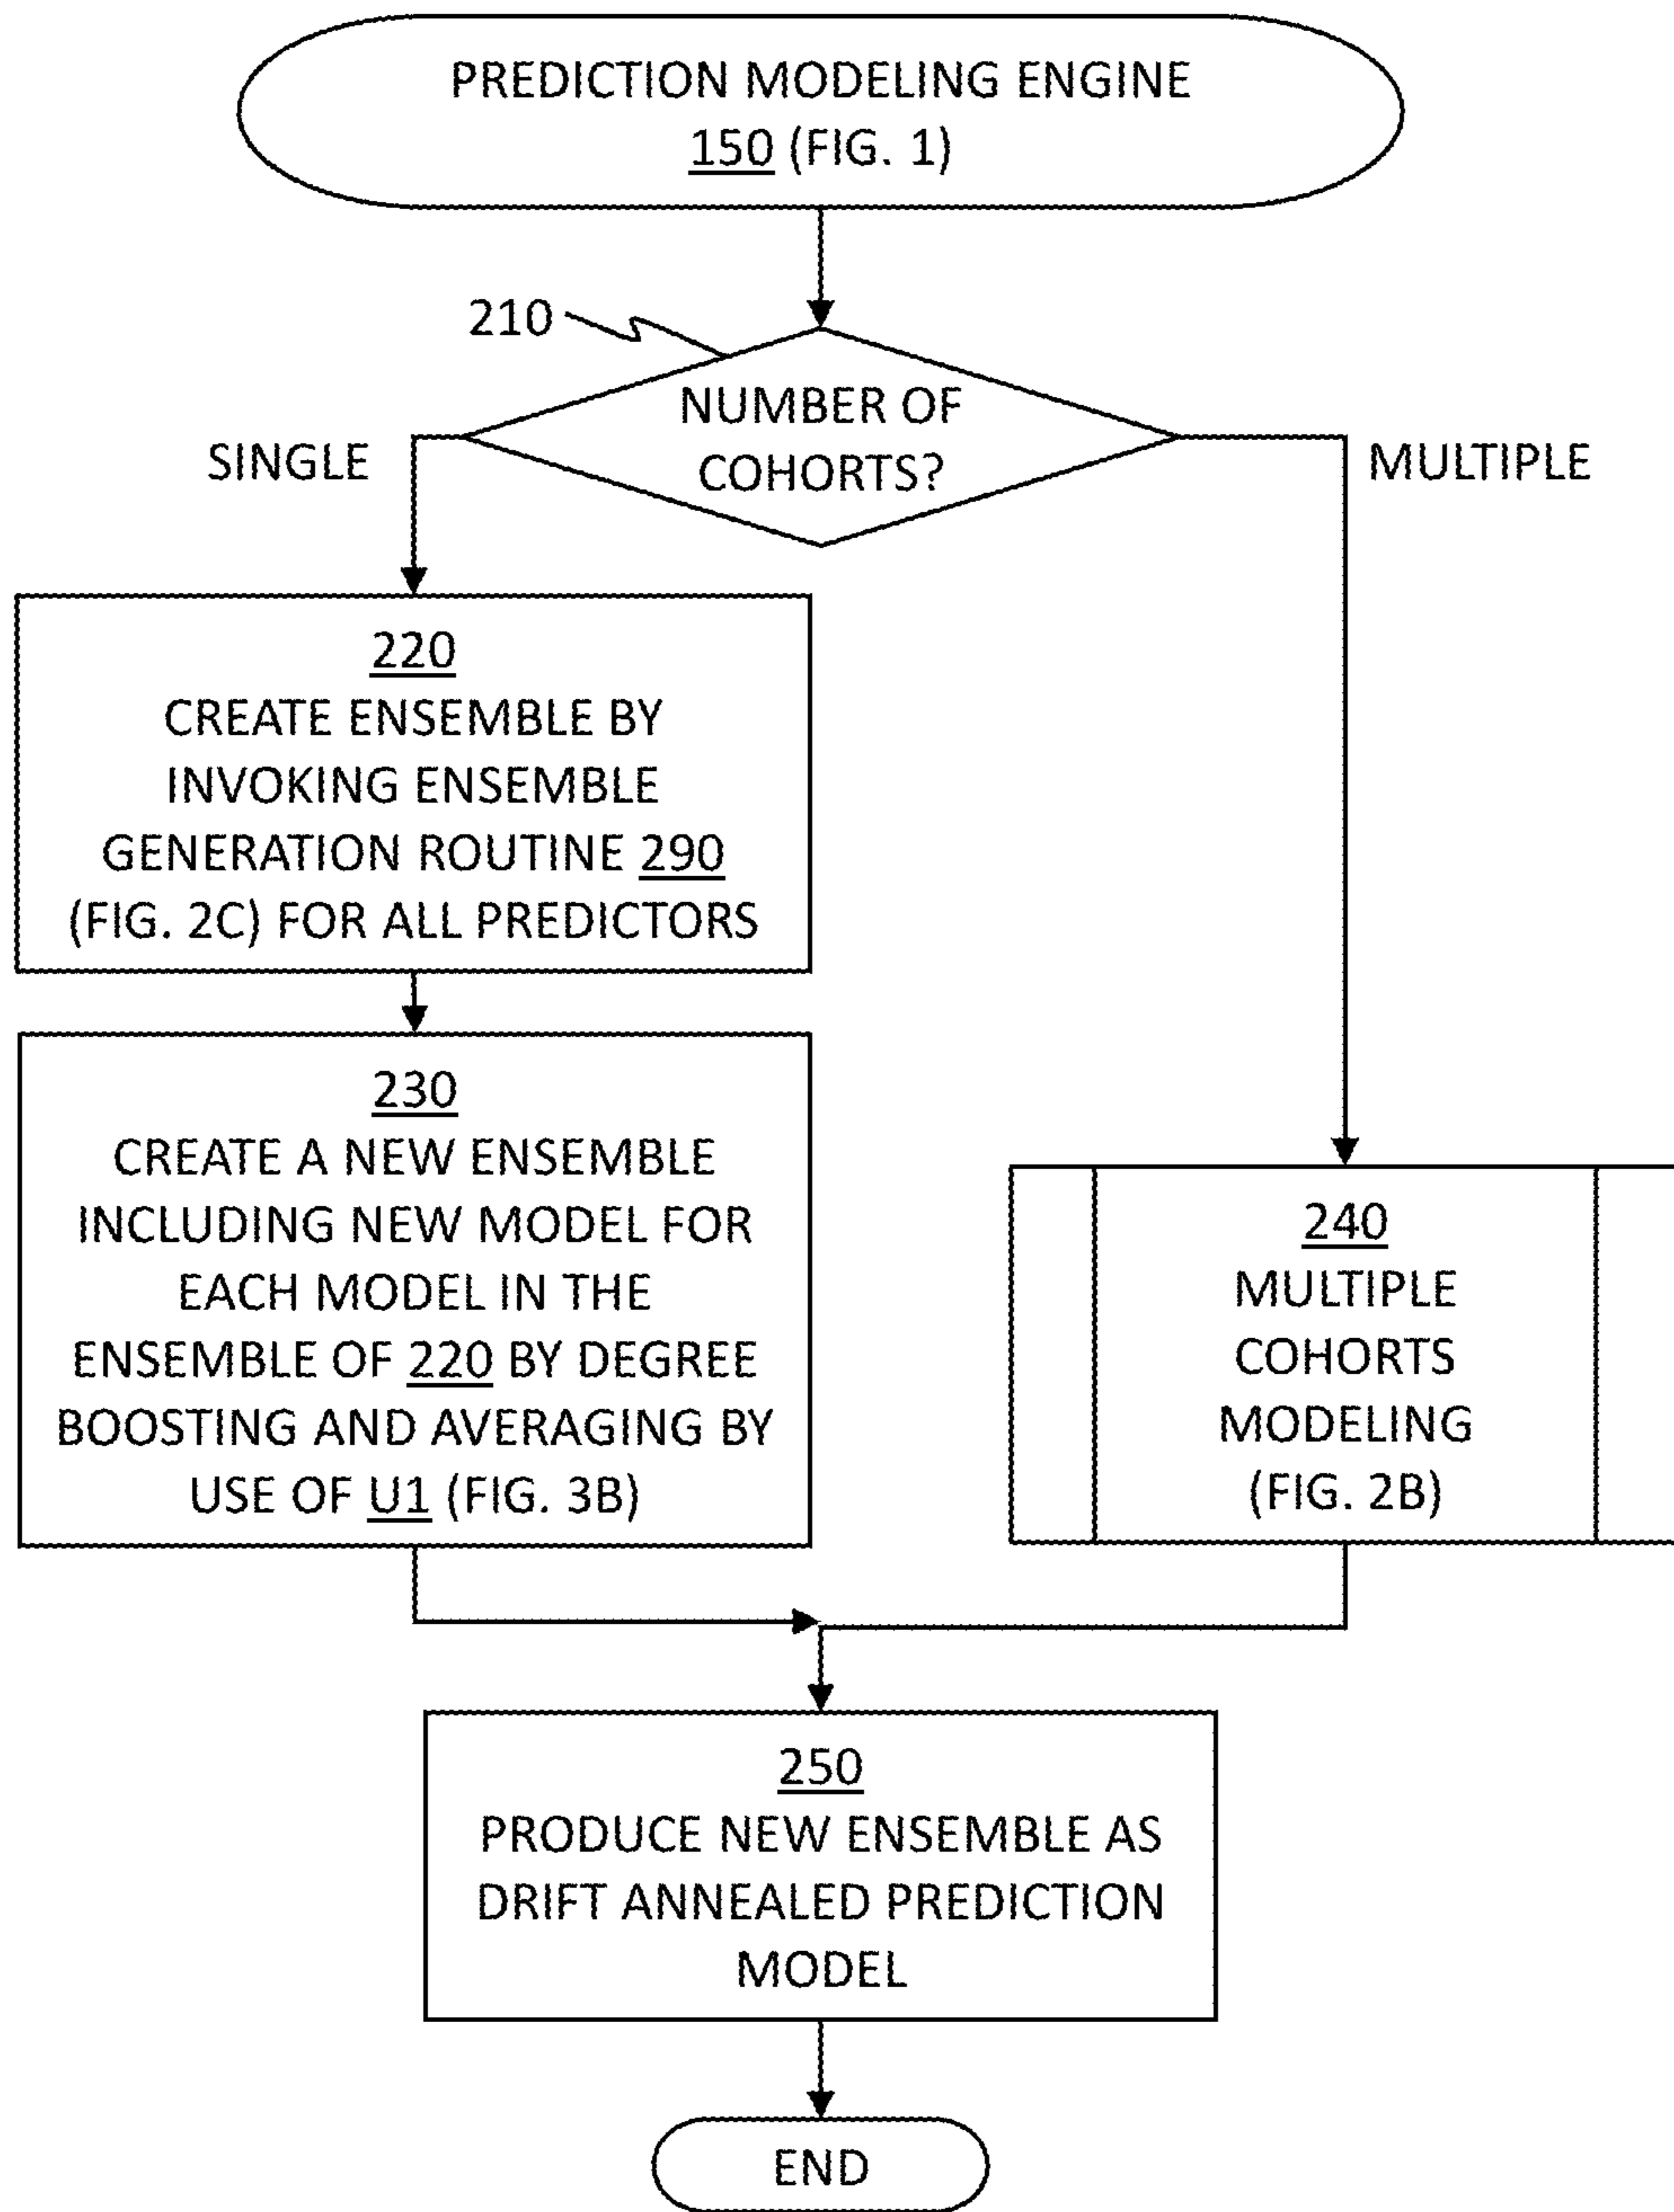 PREDICTION MODELING ENGINE
150 (FIG. 1)
210
NUMBER OF
COHORTS?
SINGLE
MULTIPLE
220
CREATE ENSEMBLE BY
INVOKING ENSEMBLE
GENERATION ROUTINE 290
(FIG. 2C) FOR ALL PREDICTORS
230
CREATE A NEW ENSEMBLE
INCLUDING NEW MODEL FOR
EACH MODEL IN THE
ENSEMBLE OF 220 BY DEGREE
BOOSTING AND AVERAGING BY
USE OF U1 (FIG. 3B)
240
MULTIPLE
COHORTS
MODELING
(FIG. 2B)
250
PRODUCE NEW ENSEMBLE AS
DRIFT ANNEALED PREDICTION
MODEL
END